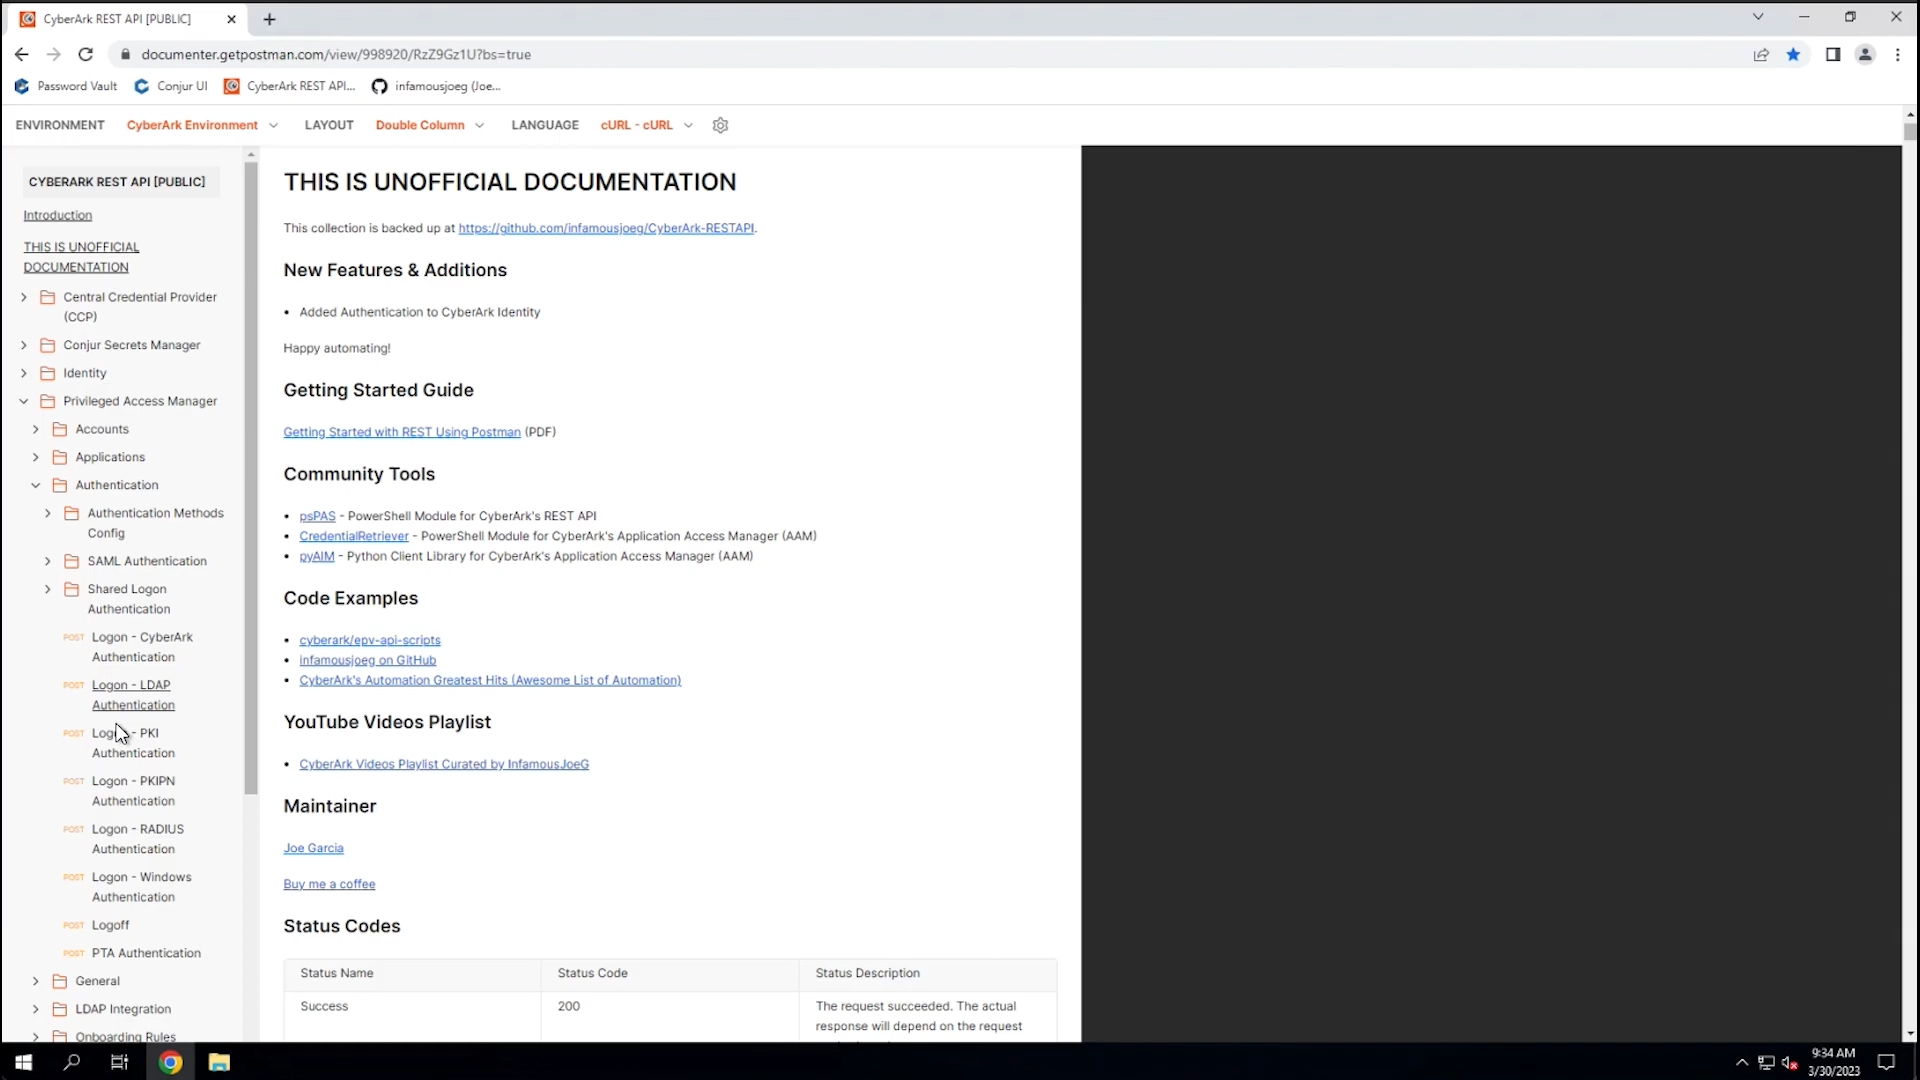 CyberArk REST API [PUBLIC]
documenter.getpostman.com/view/998920/RzZ9Gz1U?bs=true
Password Vault
Conjur UI
CyberArk REST API...
infamousjoeg (Joe...
ENVIRONMENT
CyberArk Environment
LAYOUT
Double Column
LANGUAGE
cURL - cURL
CYBERARK REST API [PUBLIC]
Introduction
THIS IS UNOFFICIAL
DOCUMENTATION
Central Credential Provider
(CCP)
Conjur Secrets Manager
Identity
Privileged Access Manager
Accounts
Applications
Authentication
Authentication Methods
Config
SAML Authentication
Shared Logon
Authentication
POST Logon - CyberArk
Authentication
POST Logon - LDAP
Authentication
POST Logon - PKI
Authentication
POST Logon - PKIPN
Authentication
POST Logon - RADIUS
Authentication
POST Logon - Windows
Authentication
POST Logoff
POST PTA Authentication
General
LDAP Integration
Onboarding Rules
THIS IS UNOFFICIAL DOCUMENTATION
This collection is backed up at https://github.com/infamousjoeg/CyberArk-RESTAPI.
New Features & Additions
• Added Authentication to CyberArk Identity
Happy automating!
Getting Started Guide
Getting Started with REST Using Postman (PDF)
Community Tools
• psPAS - PowerShell Module for CyberArk's REST API
• CredentialRetriever - PowerShell Module for CyberArk's Application Access Manager (AAM)
• pyAIM - Python Client Library for CyberArk's Application Access Manager (AAM)
Code Examples
• cyberark/epv-api-scripts
• infamousjoeg on GitHub
• CyberArk's Automation Greatest Hits (Awesome List of Automation)
YouTube Videos Playlist
• CyberArk Videos Playlist Curated by InfamousJoeG
Maintainer
Joe Garcia
Buy me a coffee
Status Codes
Status Name
Status Code
Status Description
Success
200
The request succeeded. The actual
response will depend on the request
9:34 AM
3/30/2023